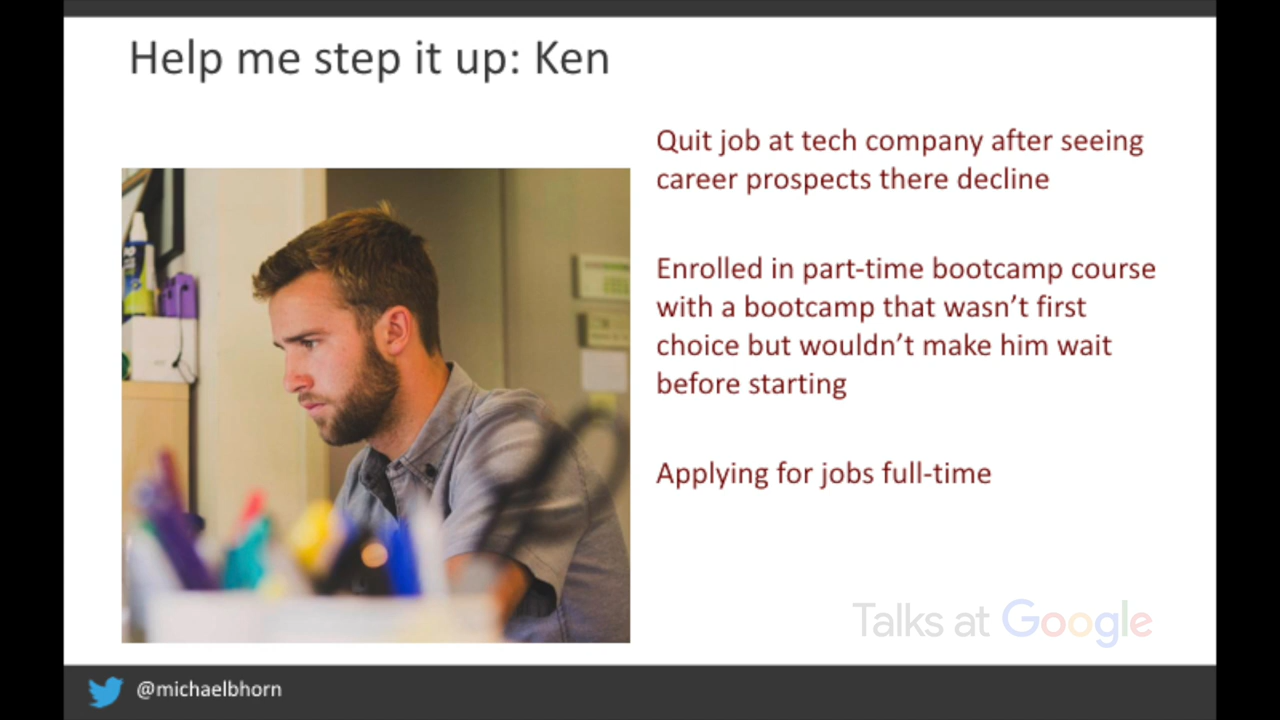 Help me step it up: Ken
Quit job at tech company after seeing
career prospects there decline
Enrolled in part-time bootcamp course
with a bootcamp that wasn’t first
choice but wouldn’t make him wait
before starting
Applying for jobs full-time
Talks at Google
@michaelbhorn